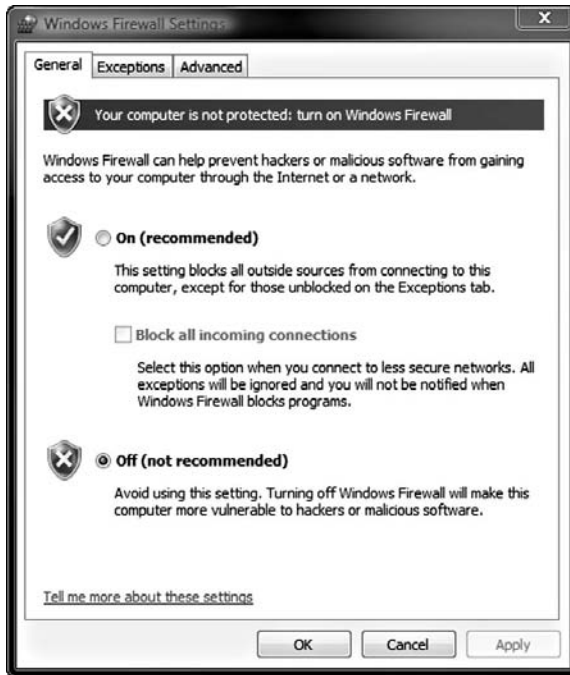 Windows Firewall Settings
X
General Exceptions Advanced
Your computer is not protected: turn on Windows Firewall
Windows Firewall can help prevent hackers or malicious software from gaining
access to your computer through the Internet or a network.
On (recommended)
This setting blocks all outside sources from connecting to this
computer, except for those unblocked on the Exceptions tab.
Block all incoming connections
Select this option when you connect to less secure networks. All
exceptions will be ignored and you will not be notified when
Windows Firewall blocks programs.
Off (not recommended)
Avoid using this setting. Turning off Windows Firewall will make this
computer more vulnerable to hackers or malicious software.
Tell me more about these settings
OK Cancel Apply